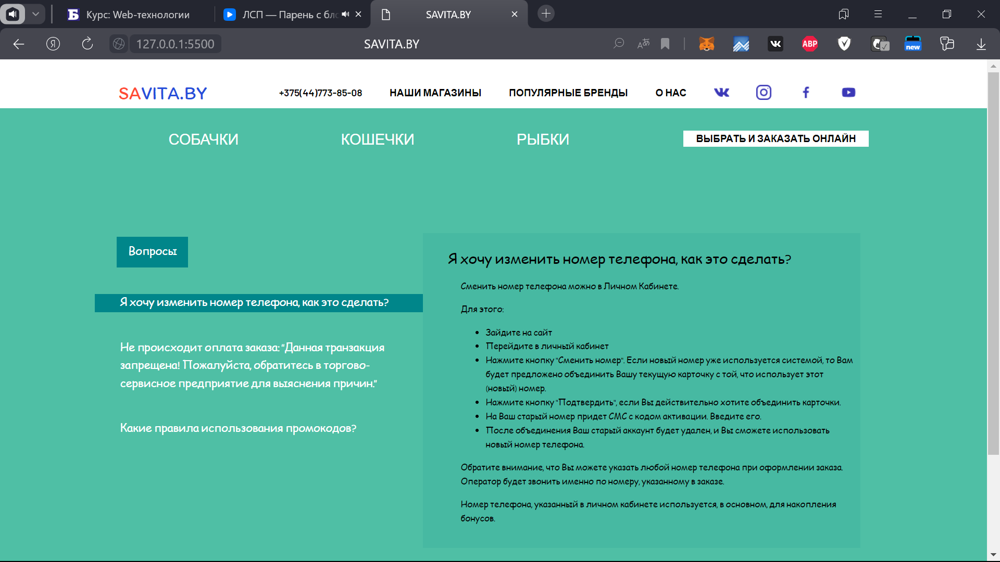 Курс: Web-технологии
ЛСП — Парень с бло
SAVITA.BY
127.0.0.1:5500
SAVITA.BY
ABP
new
SAVITA.BY
+375(44)773-85-08
НАШИ МАГАЗИНЫ
ПОПУЛЯРНЫЕ БРЕНДЫ
О НАС
СОБАЧКИ
КОШЕЧКИ
РЫБКИ
ВЫБРАТЬ И ЗАКАЗАТЬ ОНЛАЙН
Вопросы
Я хочу изменить номер телефона, как это сделать?
Не происходит оплата заказа: "Данная транзакция
запрещена! Пожалуйста, обратитесь в торгово-
сервисное предприятие для выяснения причин."
Какие правила использования промокодов?
Я хочу изменить номер телефона, как это сделать?
Сменить номер телефона можно в Личном Кабинете.
Для этого:
• Зайдите на сайт
• Перейдите в личный кабинет
• Нажмите кнопку "Сменить номер". Если новый номер уже используется системой, то Вам
будет предложено объединить Вашу текущую карточку с той, что использует этот
(новый) номер.
• Нажмите кнопку "Подтвердить", если Вы действительно хотите объединить карточки.
• На Ваш старый номер придет СМС с кодом активации. Введите его.
• После объединения Ваш старый аккаунт будет удален, и Вы сможете использовать
новый номер телефона.
Обратите внимание, что Вы можете указать любой номер телефона при оформлении заказа.
Оператор будет звонить именно по номеру, указанному в заказе.
Номер телефона, указанный в личном кабинете используется, в основном, для накопления
бонусов.